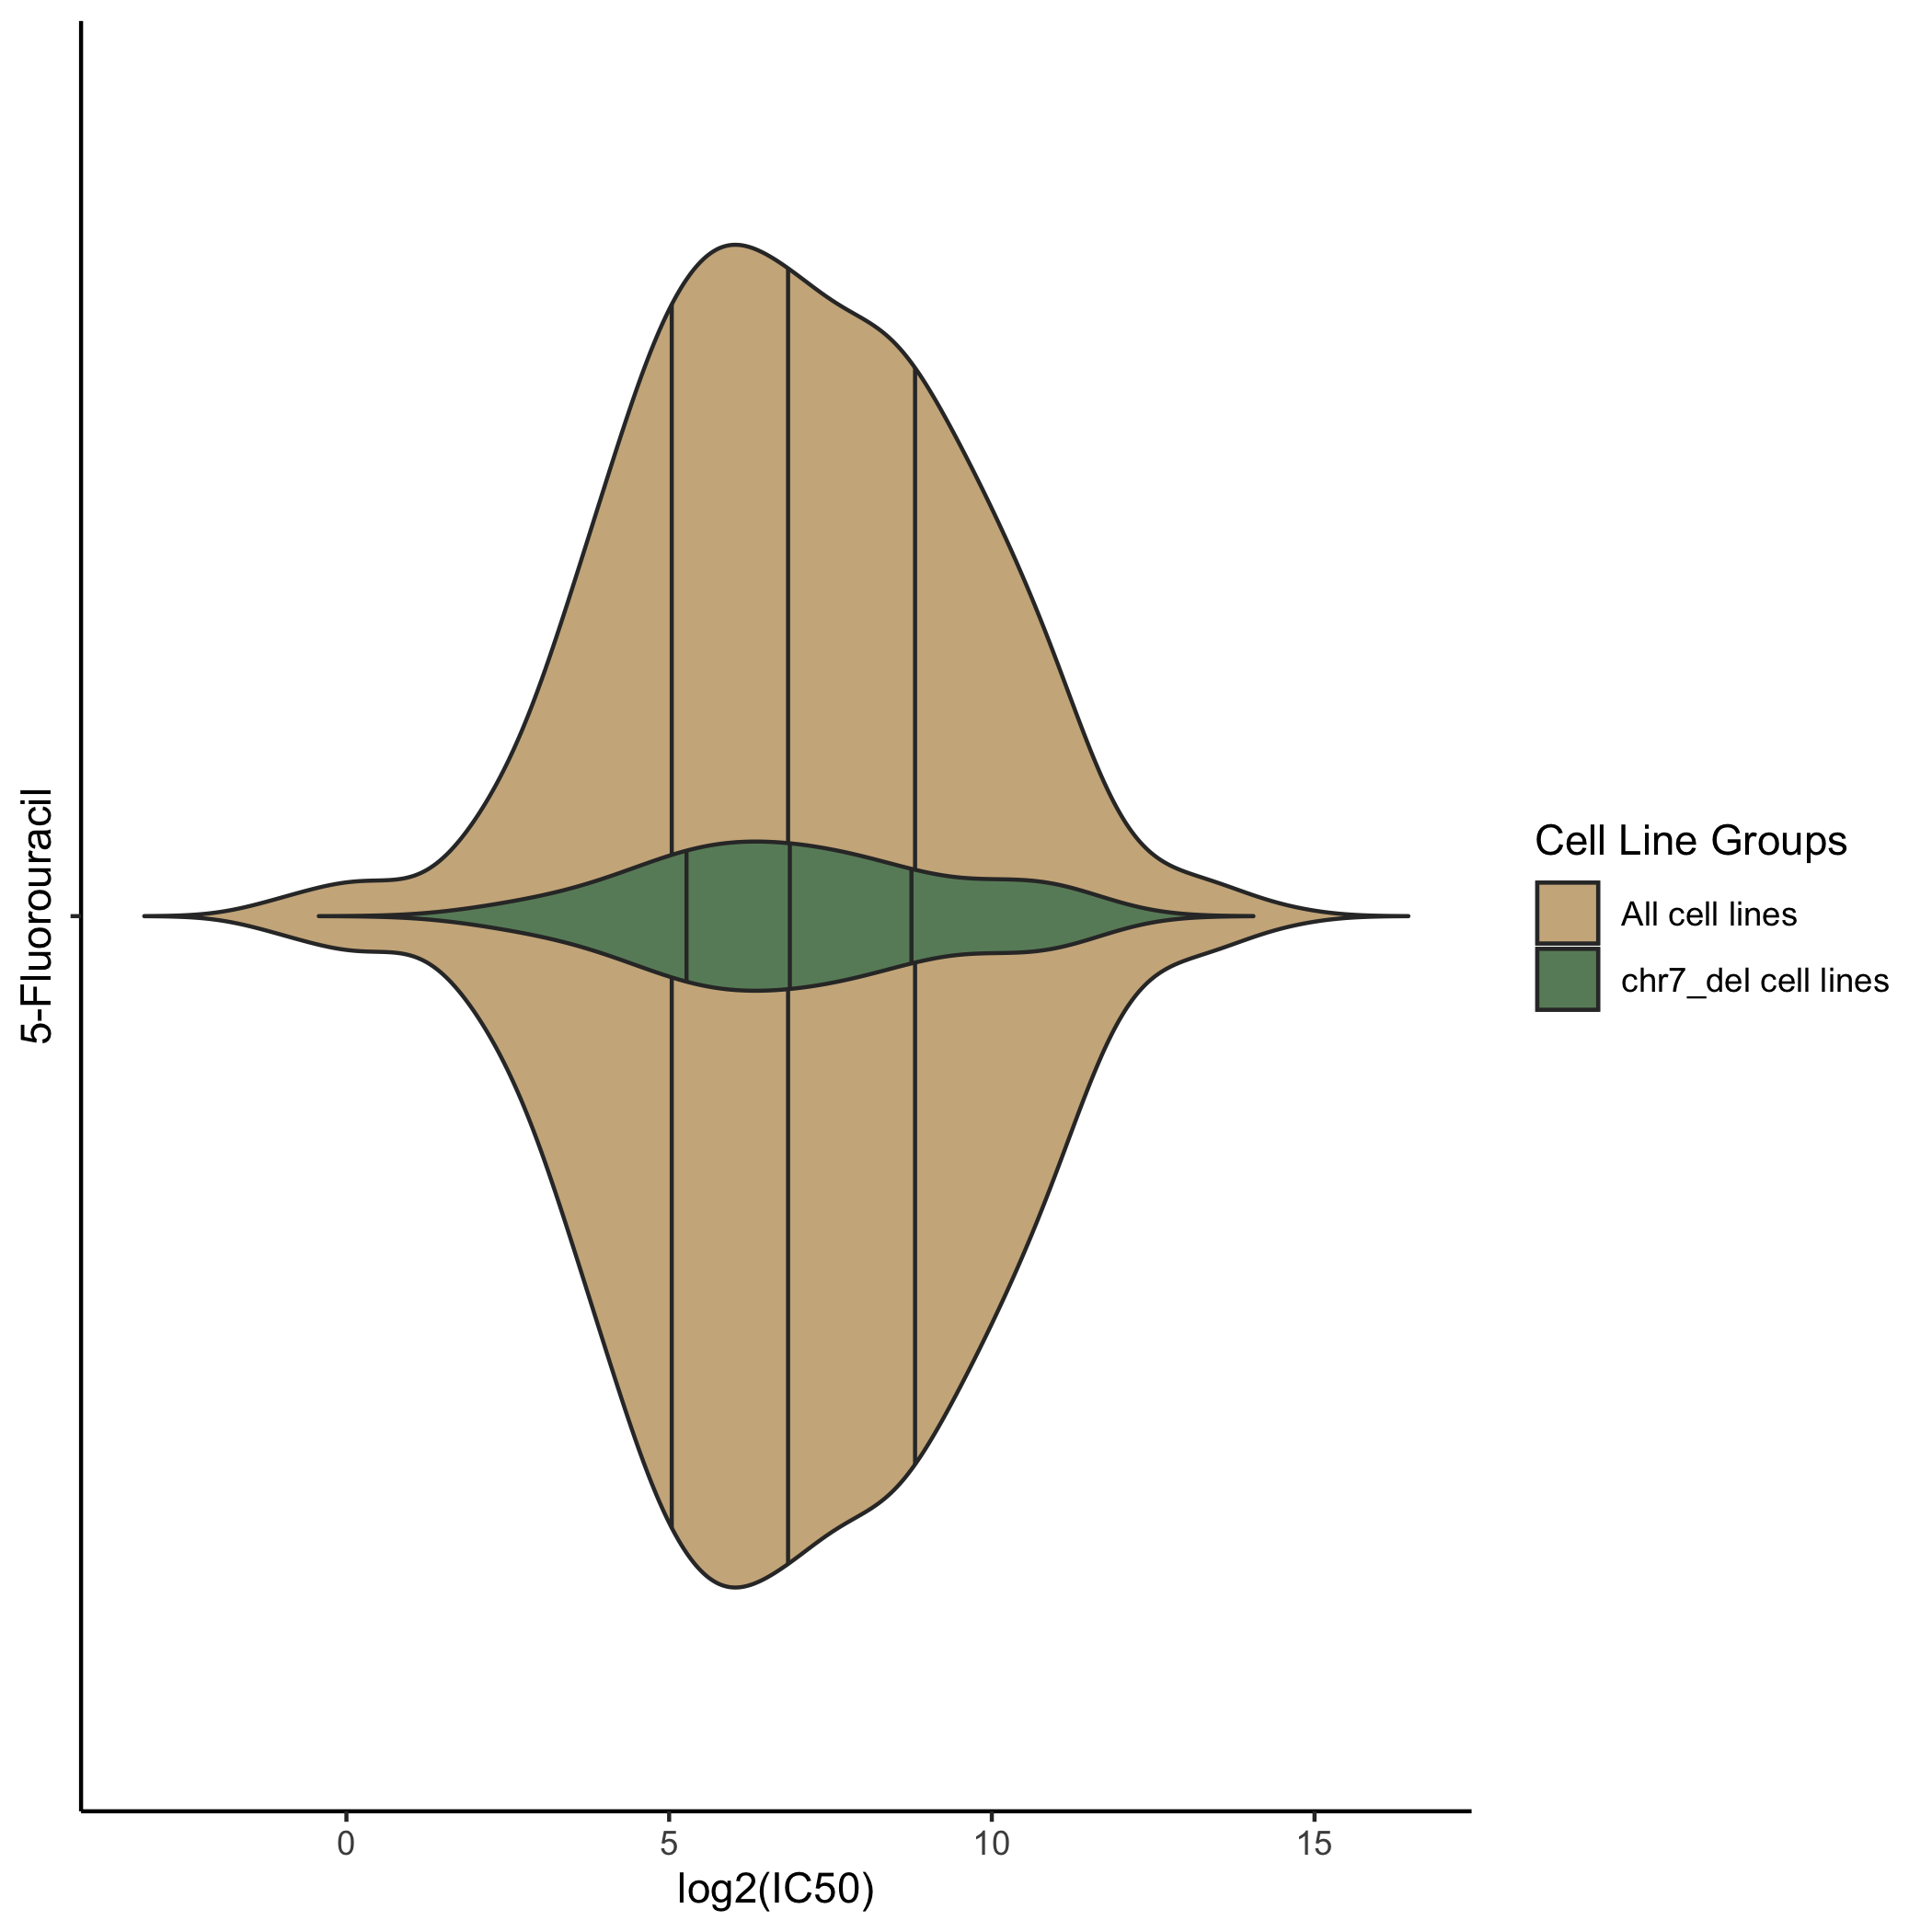 5-Fluorouracil
0
5
10
15
log2(IC50)
Cell Line Groups
All cell lines
chr7_del cell lines